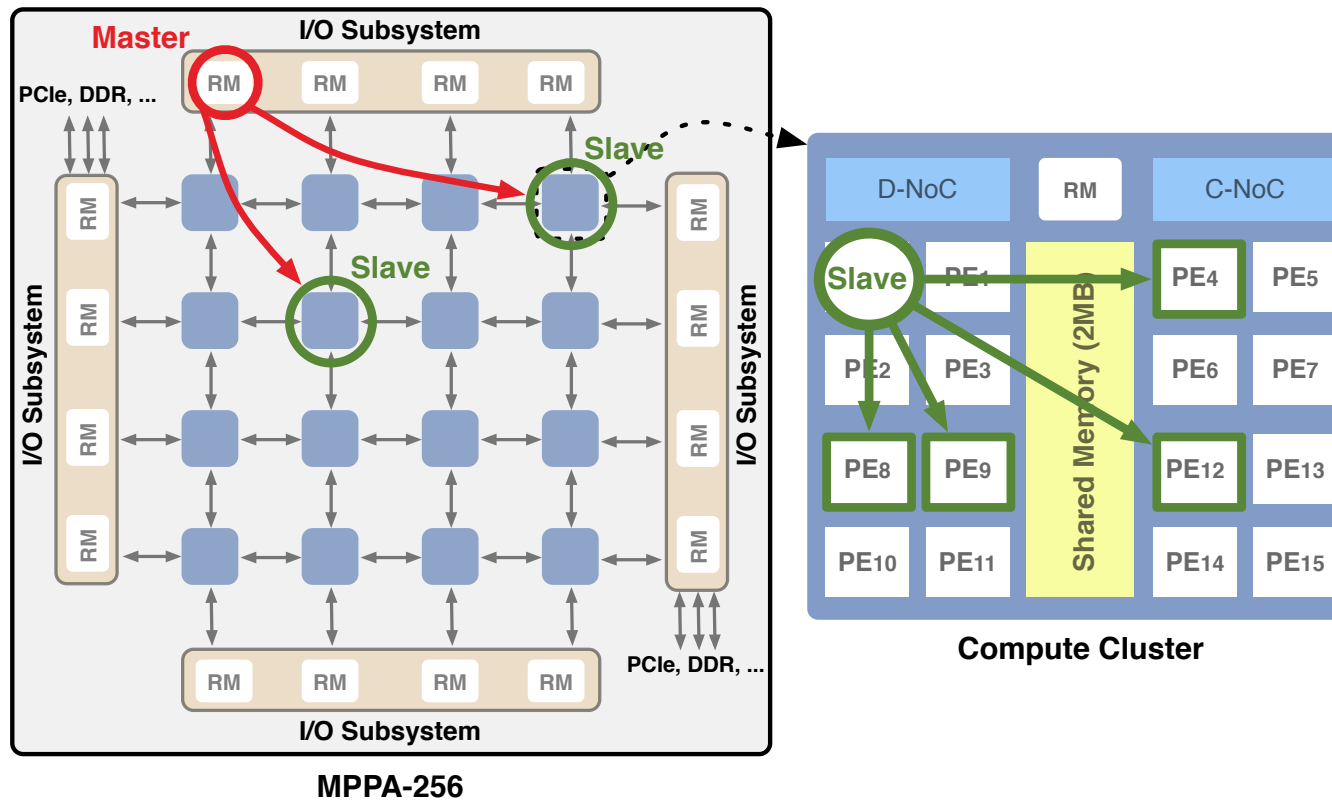 I/O Subsystem
Master
RM RM RM RM
PCIe, DDR, ...
Slave
D-NoC RM C-NoC
RM RM
Slave PE1 PE4 PE5
Slave
RM RM
I/O Subsystem
I/O Subsystem
Shared Memory (2MB)
PE2 PE3 PE6 PE7
RM RM
PE8 PE9 PE12 PE13
RM RM
PE10 PE11 PE14 PE15
Compute Cluster
PCIe, DDR, ...
RM RM RM RM
I/O Subsystem
MPPA-256